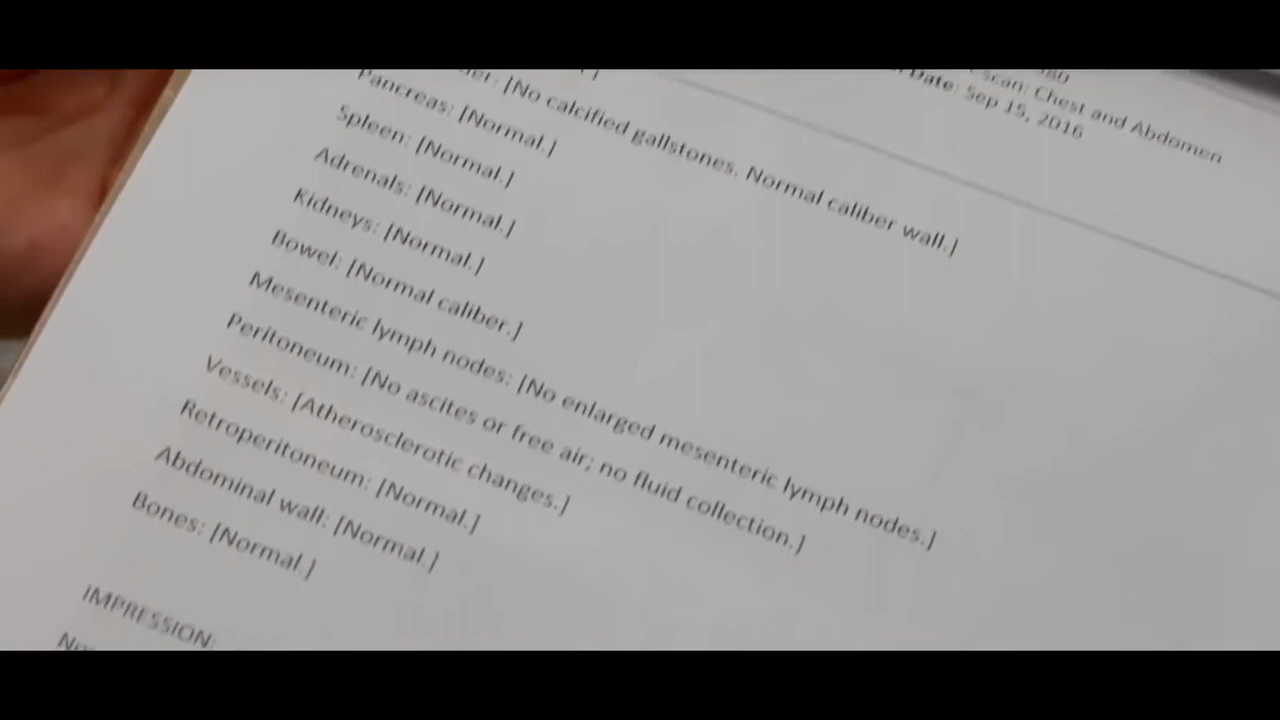 scan: Chest and Abdomen
Date: Sep 15, 2016
[No calcified gallstones. Normal caliber wall.]
Pancreas: [Normal.]
Spleen: [Normal.]
Adrenals: [Normal.]
Kidneys: [Normal.]
Bowel: [Normal caliber.]
Mesenteric lymph nodes: [No enlarged mesenteric lymph nodes.]
Peritoneum: [No ascites or free air; no fluid collection.]
Vessels: [Atherosclerotic changes.]
Retroperitoneum: [Normal.]
Abdominal wall: [Normal.]
Bones: [Normal.]
IMPRESSION: